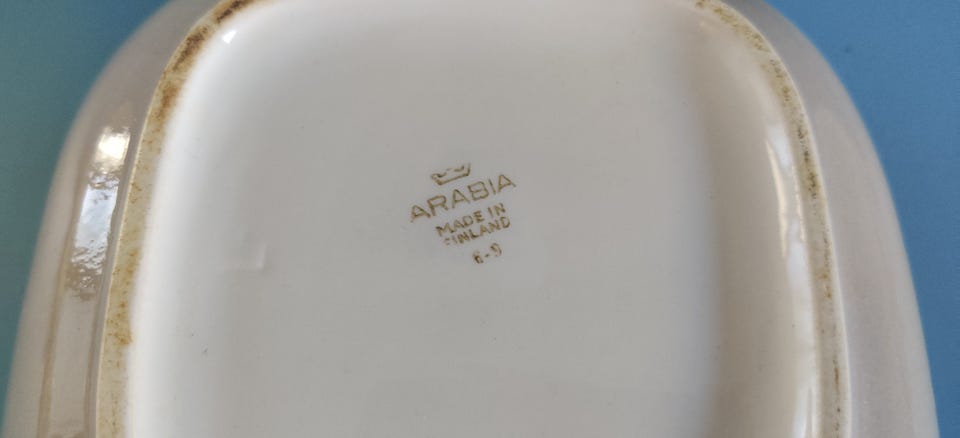 ARABIA
MADE IN
FINLAND
6-9